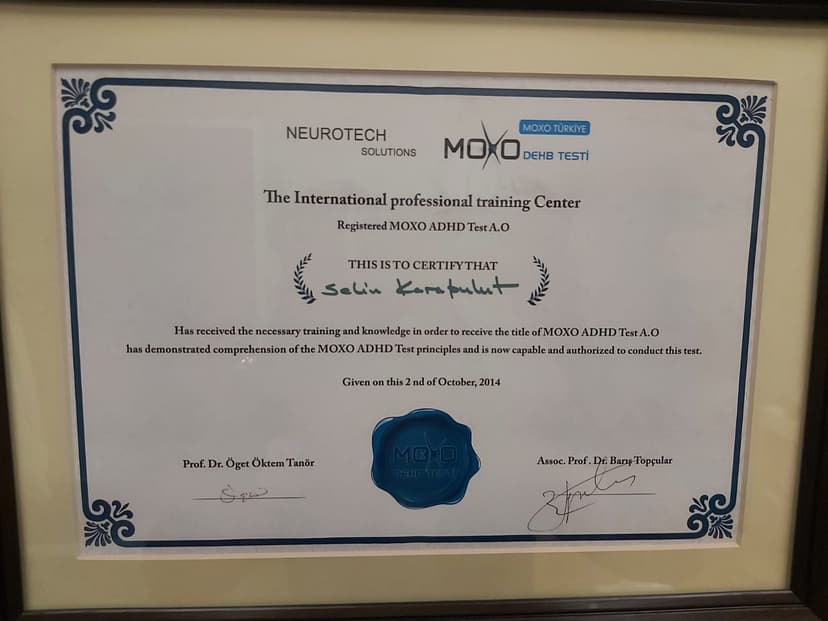 NEUROTECH
SOLUTIONS
MOXO
MOXO TÜRKİYE
DEHB TESTİ
The International professional training Center
Registered MOXO ADHD Test A.O
THIS IS TO CERTIFY THAT
Selin Karabulut
Has received the necessary training and knowledge in order to receive the title of MOXO ADHD Test A.O
has demonstrated comprehension of the MOXO ADHD Test principles and is now capable and authorized to conduct this test.
Given on this 2 nd of October, 2014
MOXO
DEHB TESTİ
Prof. Dr. Öget Öktem Tanör
Assoc. Prof. Dr. Barış Topçular